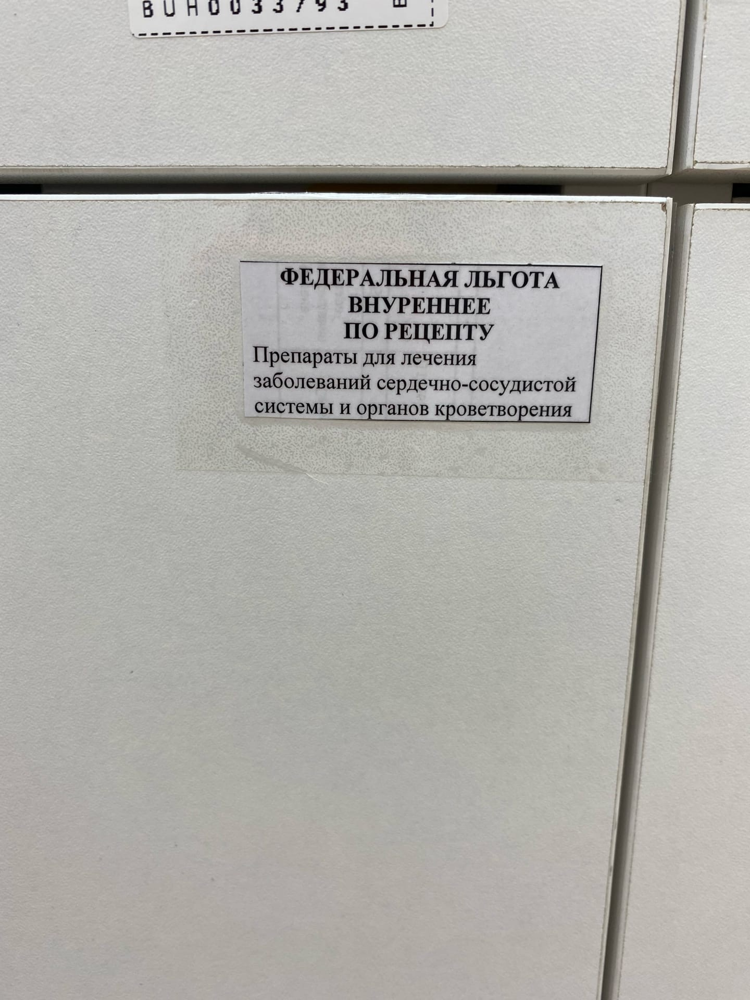 BUH0033793
ФЕДЕРАЛЬНАЯ ЛЬГОТА
ВНУРЕННЕЕ
ПО РЕЦЕПТУ
Препараты для лечения
заболеваний сердечно-сосудистой
системы и органов кроветворения